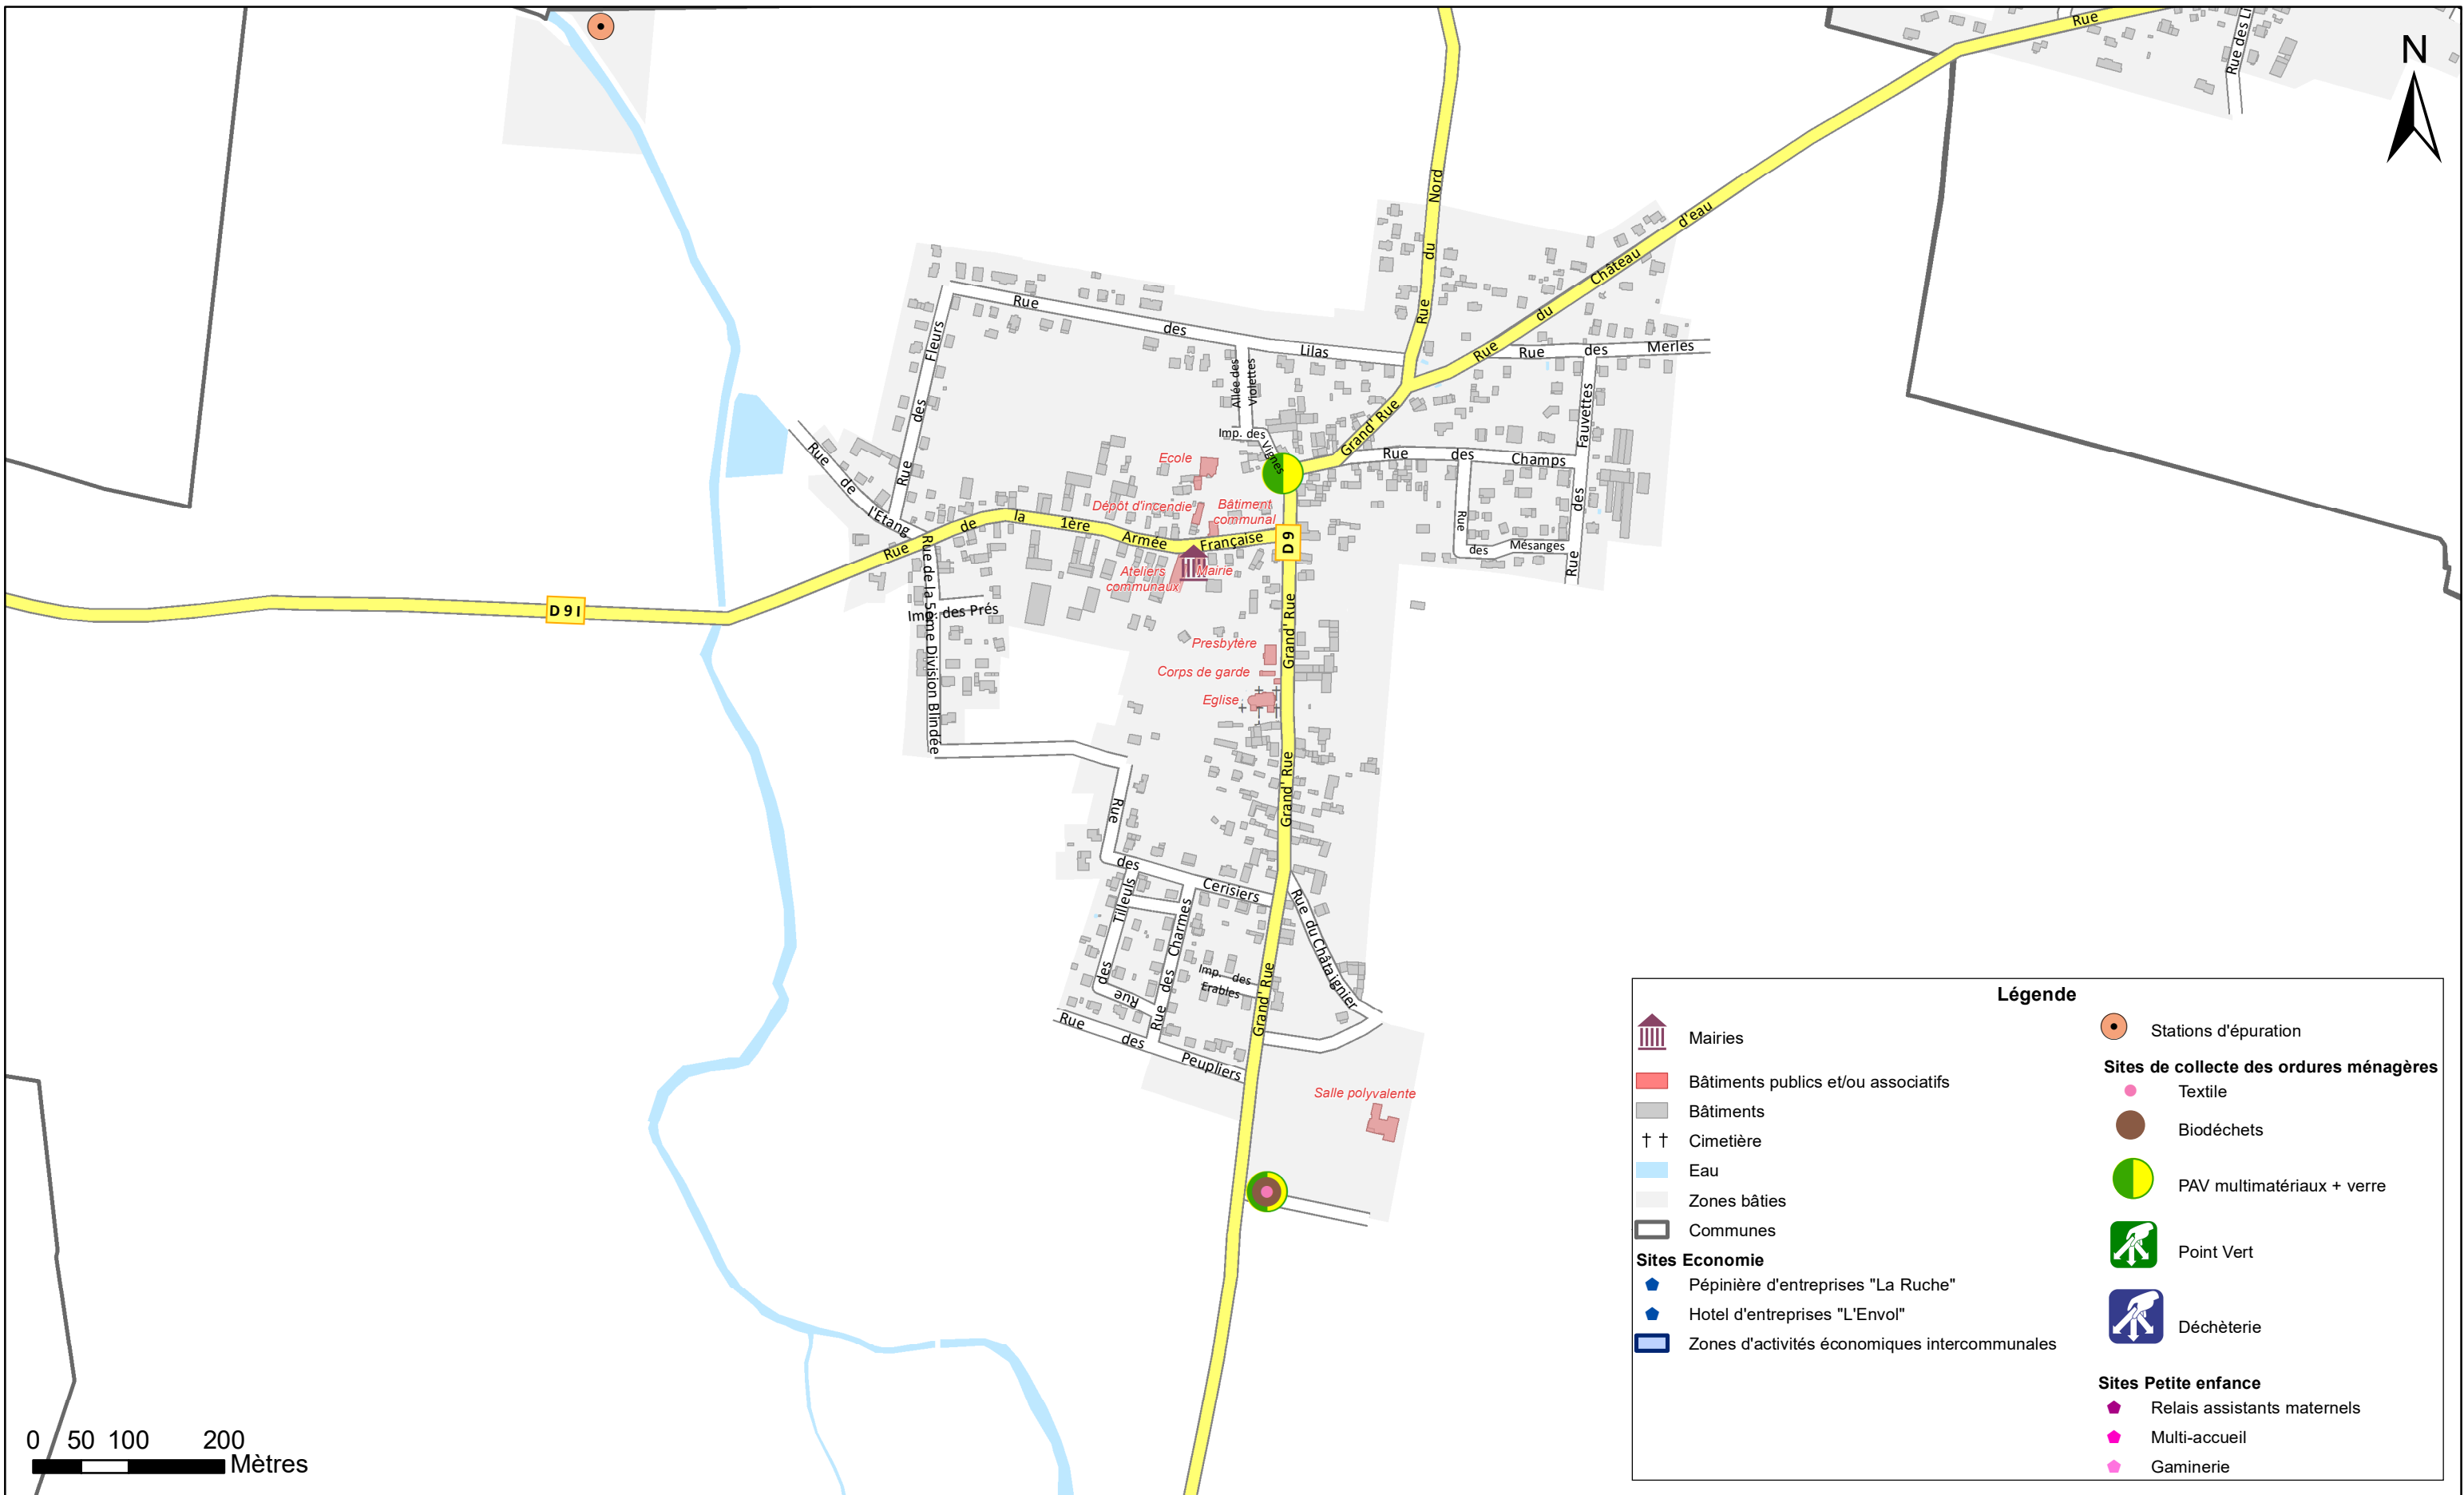 Rue
Rue des Li
N
Rue du Nord
Rue du Château d'eau
Rue des Lilas
Rue des Merles
Rue des Fleurs
Allée des
Violettes
Imp. des Vignes
Grand' Rue
Rue des Champs
Rue des Fauvettes
Rue des Mésanges
Rue de l'Etang
Ecole
Dépôt d'incendie
Bâtiment
communal
Rue de la 1ère Armée Française
D 9
Ateliers
communaux
Mairie
D 9 I
Imp. des Prés
Rue de la 5ème Division Blindée
Grand' Rue
Presbytère
Corps de garde
Eglise
Grand' Rue
Rue des Cerisiers
Rue des Tilleuls
Rue des Charmes
Rue du Châtaignier
Imp. des
Erables
Grand' Rue
Rue des Peupliers
Salle polyvalente
0 50 100 200
Mètres
Légende
Mairies
Bâtiments publics et/ou associatifs
Bâtiments
Cimetière
Eau
Zones bâties
Communes
Sites Economie
Pépinière d'entreprises "La Ruche"
Hotel d'entreprises "L'Envol"
Zones d'activités économiques intercommunales
Stations d'épuration
Sites de collecte des ordures ménagères
Textile
Biodéchets
PAV multimatériaux + verre
Point Vert
Déchèterie
Sites Petite enfance
Relais assistants maternels
Multi-accueil
Gaminerie